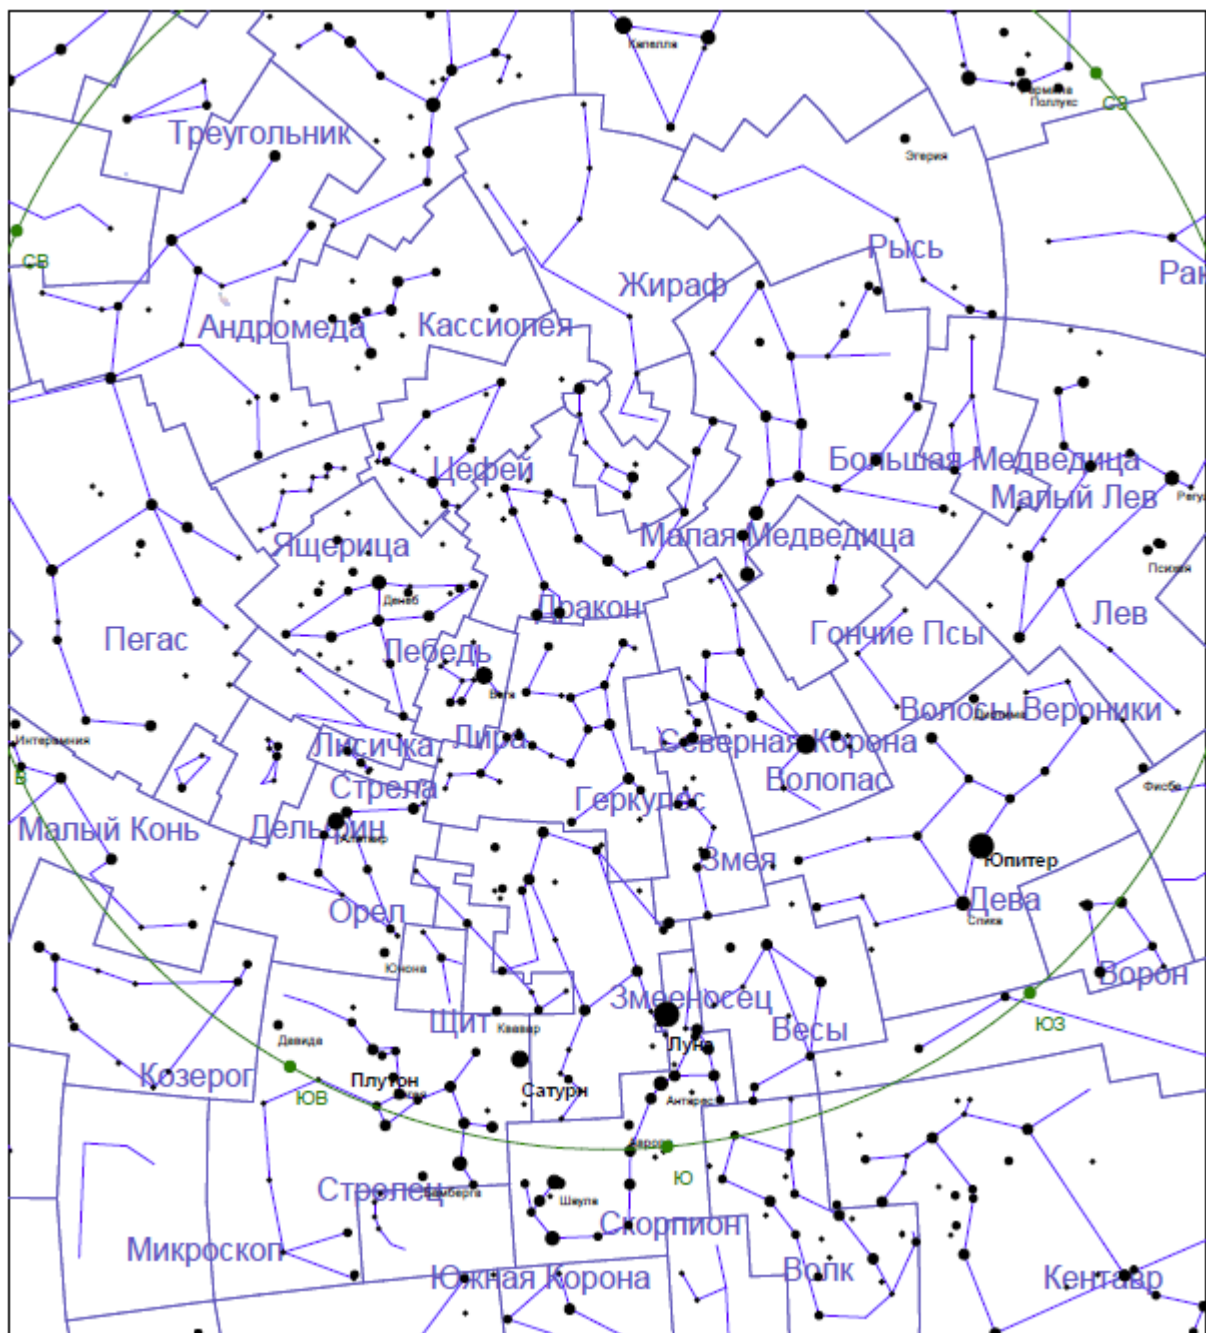 Капелла
Поллукс
СЗ
Треугольник
Эгерия
СВ
Рысь
Рак
Жираф
Андромеда
Кассиопея
Цефей
Большая Медведица
Малый Лев
Ящерица
Малая Медведица
Психея
Денеб
Дракон
Лев
Пегас
Гончие Псы
Лебедь
Вега
Волосы Вероники
Интерамния
Лисичка
Лира
Северная Корона
В
Волопас
Фисба
Стрела
Геркулес
Малый Конь
Дельфин
Альтаир
Змея
Юпитер
Орел
Дева
Спика
Юнона
Ворон
Змееносец
Щит
Квавар
Весы
ЮЗ
Давида
Луна
Козерог
Плутон
Сатурн
ЮВ
Антарес
Аврора
Ю
Стрелец
Бамберга
Шаула
Скорпион
Микроскоп
Южная Корона
Волк
Кентавр